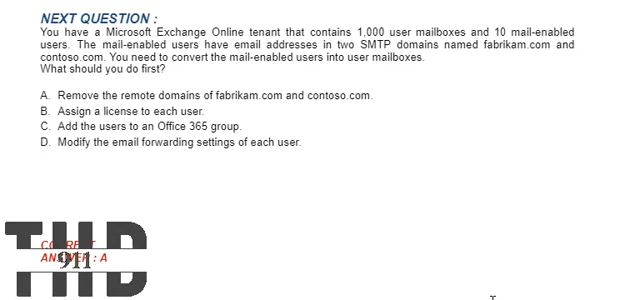 NEXT QUESTION :
You have a Microsoft Exchange Online tenant that contains 1,000 user mailboxes and 10 mail-enabled
users. The mail-enabled users have email addresses in two SMTP domains named fabrikam.com and
contoso.com. You need to convert the mail-enabled users into user mailboxes.
What should you do first?
A. Remove the remote domains of fabrikam.com and contoso.com.
B. Assign a license to each user.
C. Add the users to an Office 365 group.
D. Modify the email forwarding settings of each user.
THD
CORRECT
ANSWER : A
911